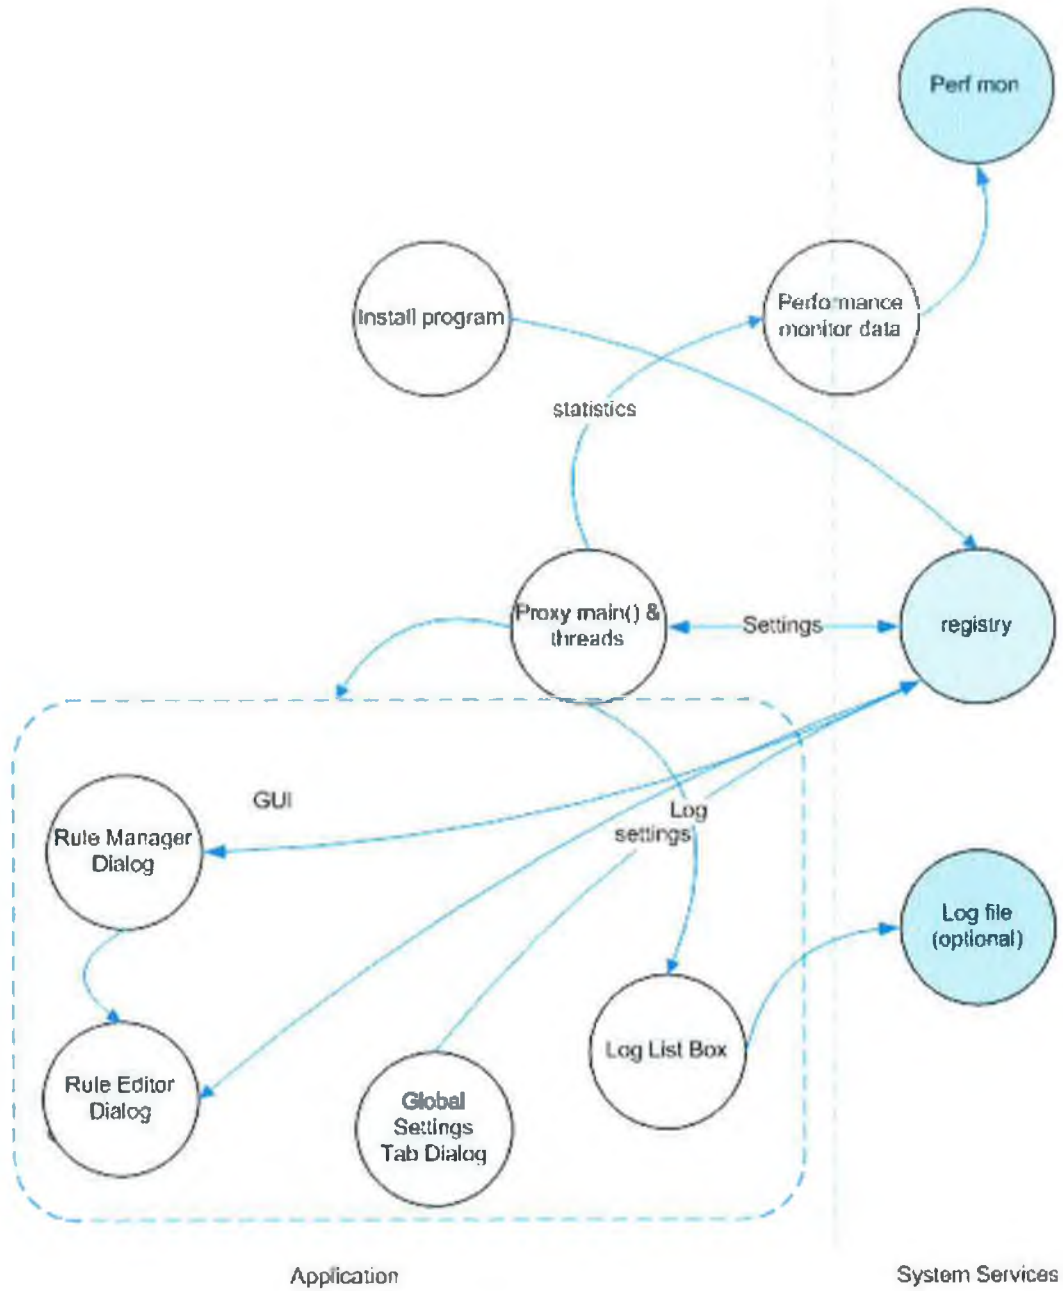 Perf mon
Install program
Performance
monitor data
statistics
Proxy main() &
threads
Settings
registry
GUI
Log
settings
Rule Manager
Dialog
Log file
(optional)
Rule Editor
Dialog
Global
Settings
Tab Dialog
Log List Box
Application
System Services